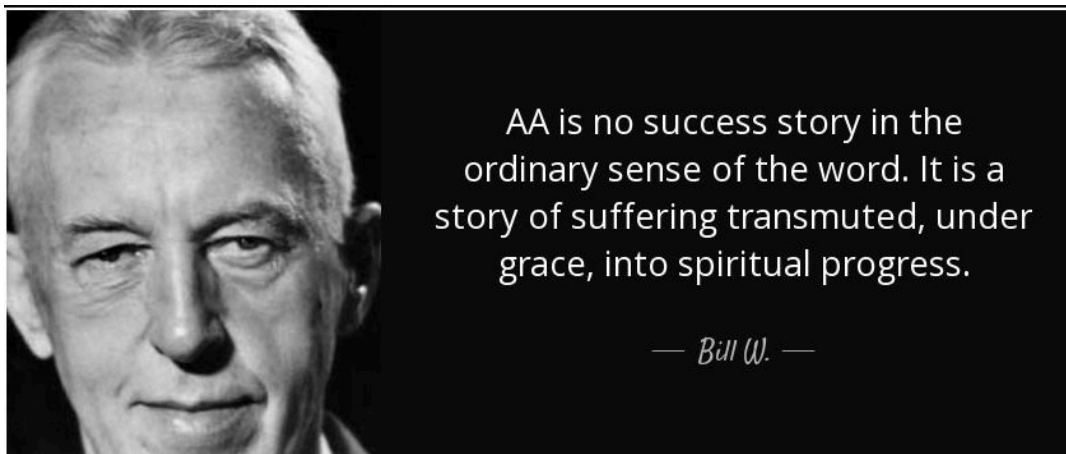 AA is no success story in the
ordinary sense of the word. It is a
story of suffering transmuted, under
grace, into spiritual progress.
— Bill W. —